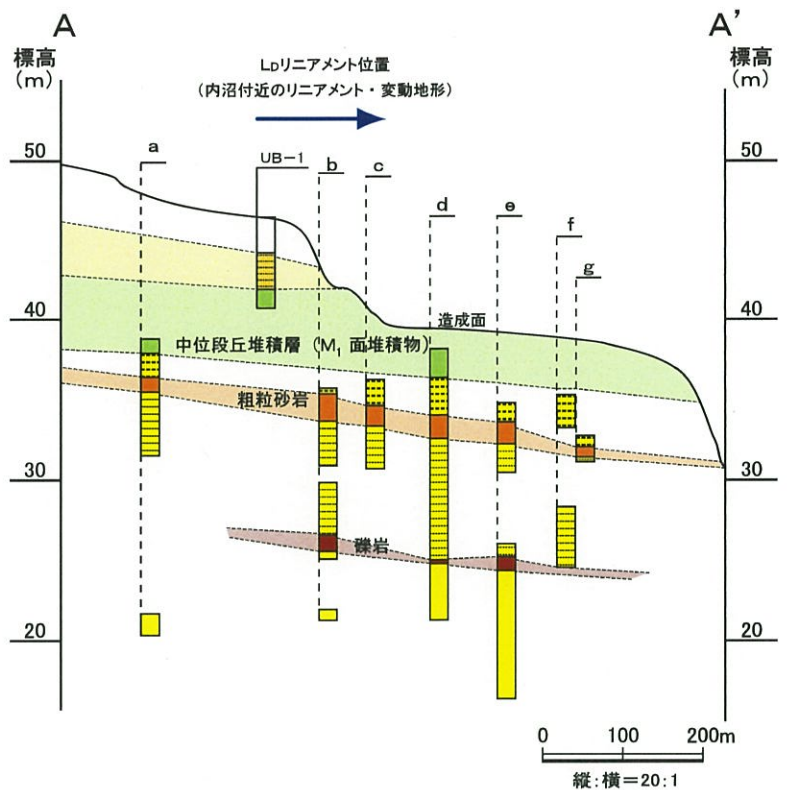 A
A'
標高
(m)
標高
(m)
LDリニアメント位置
(内沼付近のリニアメント・変動地形)
50
50
a
UB-1
b
c
d
e
f
g
40
40
造成面
中位段丘堆積層 (M1 面堆積物)
粗粒砂岩
30
30
礫岩
20
20
0 100 200m
縦:横=20:1